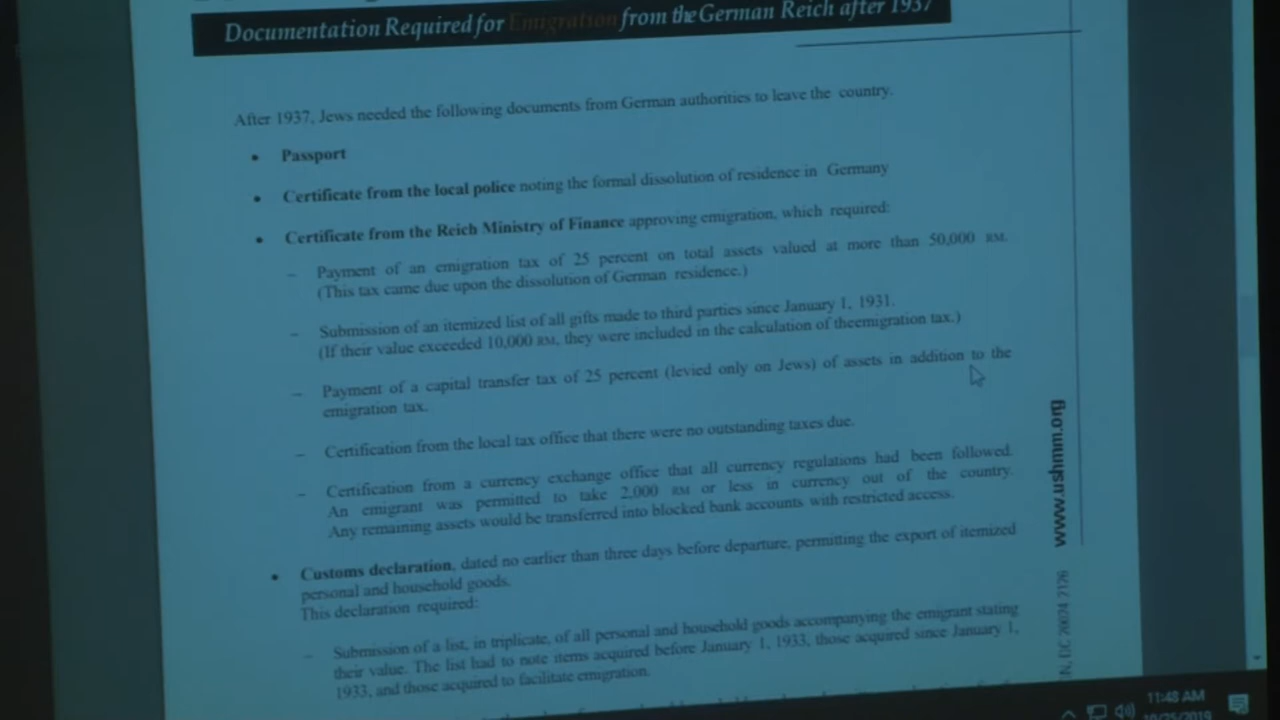 Documentation Required for Emigration from the German Reich after 1937
After 1937, Jews needed the following documents from German authorities to leave the country.
• Passport
• Certificate from the local police noting the formal dissolution of residence in Germany
• Certificate from the Reich Ministry of Finance approving emigration, which required:
– Payment of an emigration tax of 25 percent on total assets valued at more than 50,000 RM.
(This tax came due upon the dissolution of German residence.)
– Submission of an itemized list of all gifts made to third parties since January 1, 1931.
(If their value exceeded 10,000 RM, they were included in the calculation of theemigration tax.)
– Payment of a capital transfer tax of 25 percent (levied only on Jews) of assets in addition to the
emigration tax.
– Certification from the local tax office that there were no outstanding taxes due.
– Certification from a currency exchange office that all currency regulations had been followed.
An emigrant was permitted to take 2,000 RM or less in currency out of the country.
Any remaining assets would be transferred into blocked bank accounts with restricted access.
• Customs declaration, dated no earlier than three days before departure, permitting the export of itemized
personal and household goods.
This declaration required:
– Submission of a list, in triplicate, of all personal and household goods accompanying the emigrant stating
their value. The list had to note items acquired before January 1, 1933, those acquired since January 1,
1933, and those acquired to facilitate emigration.
www.ushmm.org
N, DC 20024 2126
11:48 AM
10/25/2019